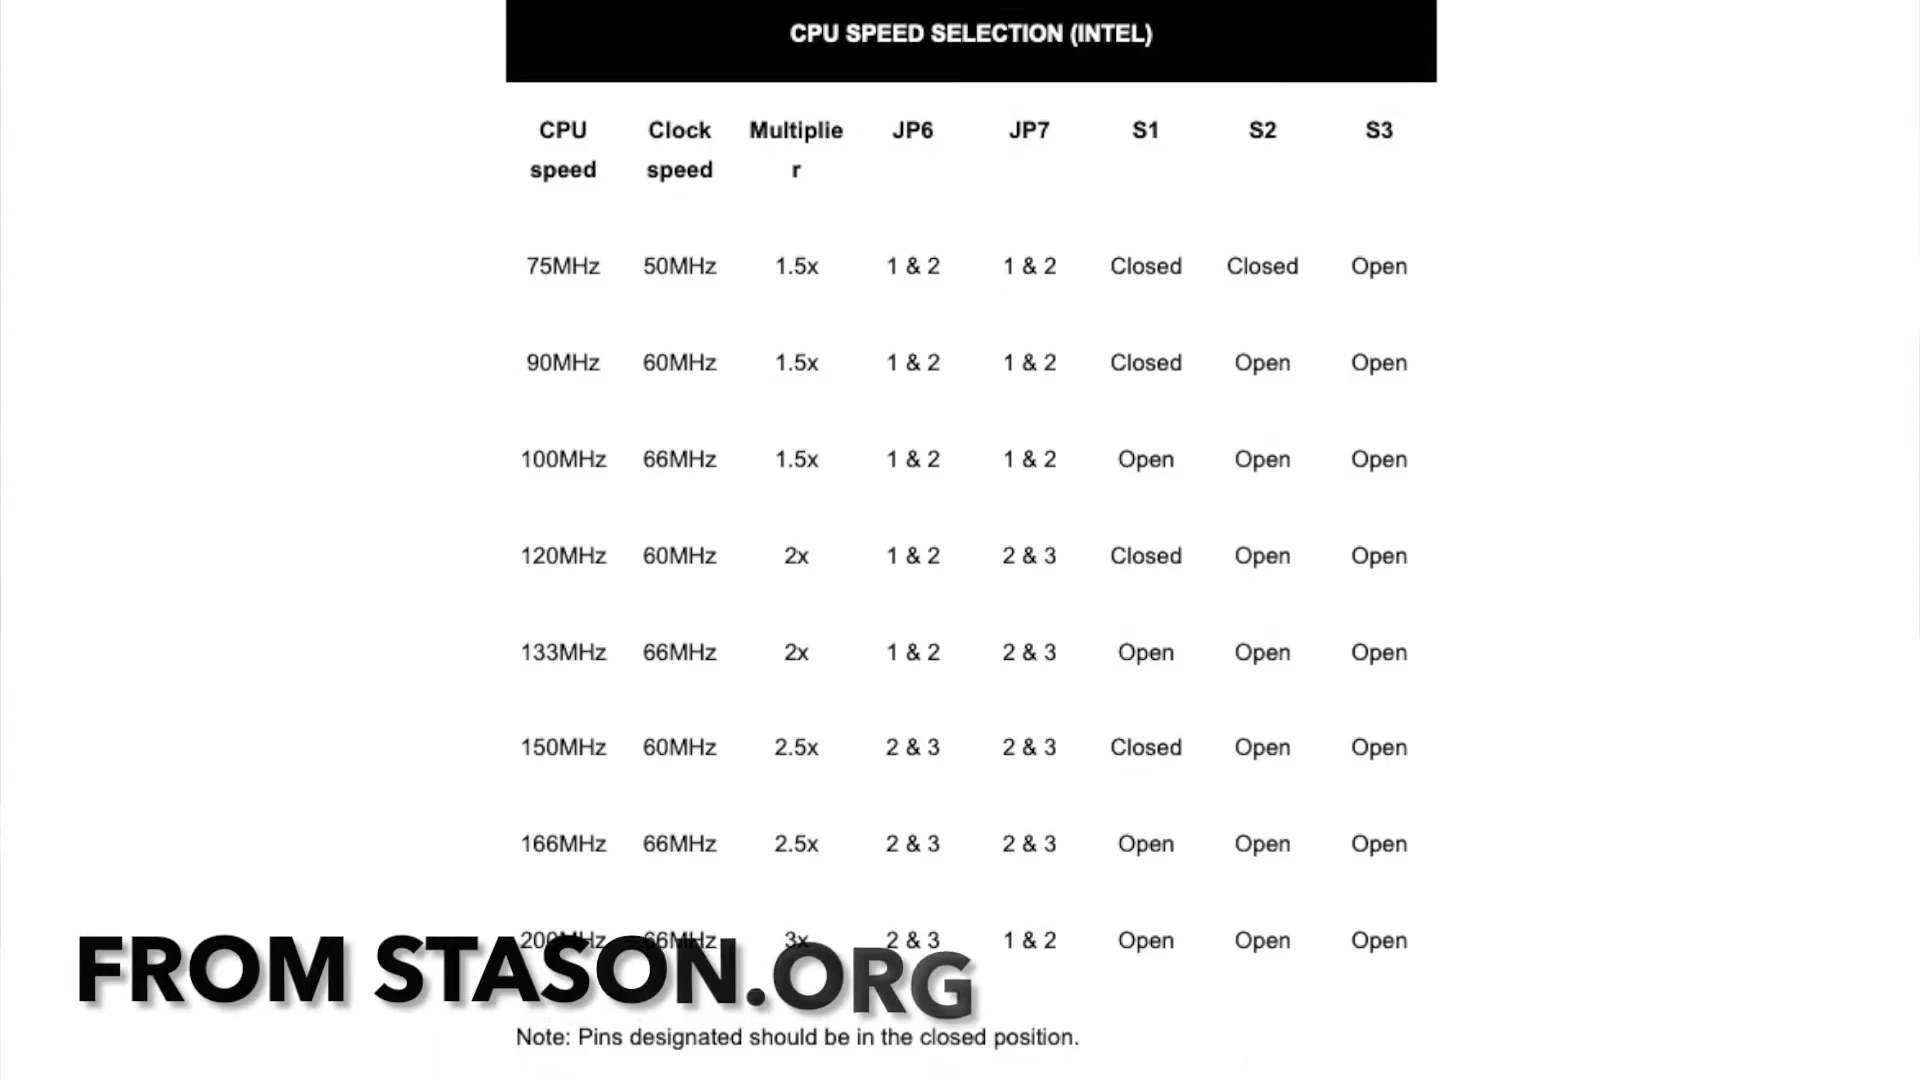 CPU SPEED SELECTION (INTEL)
CPU speed Clock speed Multiplier JP6 JP7 S1 S2 S3
75MHz 50MHz 1.5x 1 & 2 1 & 2 Closed Closed Open
90MHz 60MHz 1.5x 1 & 2 1 & 2 Closed Open Open
100MHz 66MHz 1.5x 1 & 2 1 & 2 Open Open Open
120MHz 60MHz 2x 1 & 2 2 & 3 Closed Open Open
133MHz 66MHz 2x 1 & 2 2 & 3 Open Open Open
150MHz 60MHz 2.5x 2 & 3 2 & 3 Closed Open Open
166MHz 66MHz 2.5x 2 & 3 2 & 3 Open Open Open
200MHz 66MHz 3x 2 & 3 1 & 2 Open Open Open
FROM STASON.ORG
Note: Pins designated should be in the closed position.